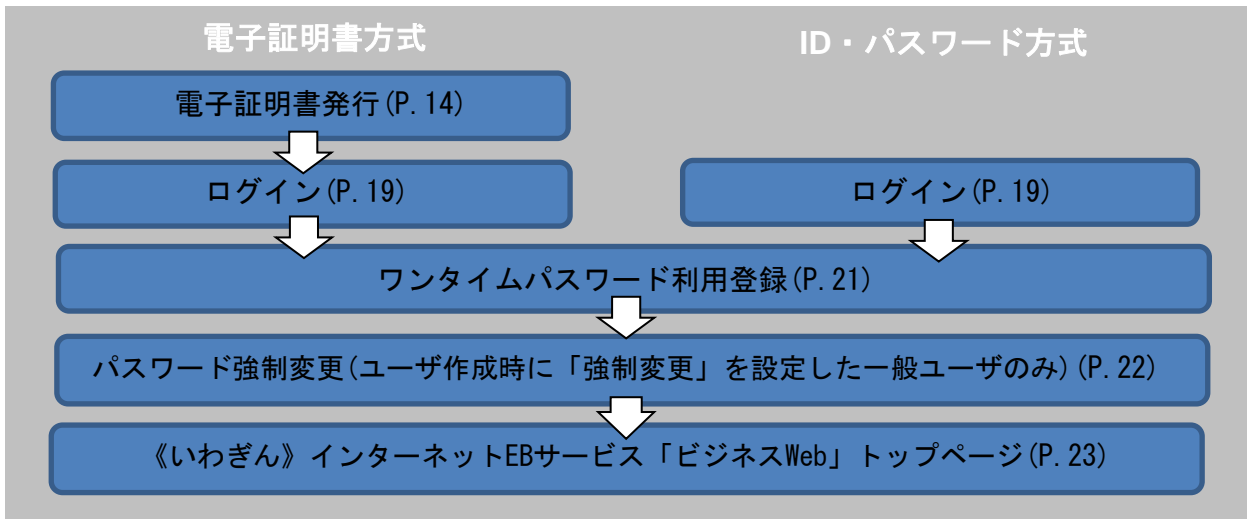 電子証明書方式
ID・パスワード方式
電子証明書発行(P.14)
ログイン(P.19)
ログイン(P.19)
ワンタイムパスワード利用登録(P.21)
パスワード強制変更(ユーザ作成時に「強制変更」を設定した一般ユーザのみ)(P.22)
《いわぎん》インターネットEBサービス「ビジネスWeb」トップページ(P.23)